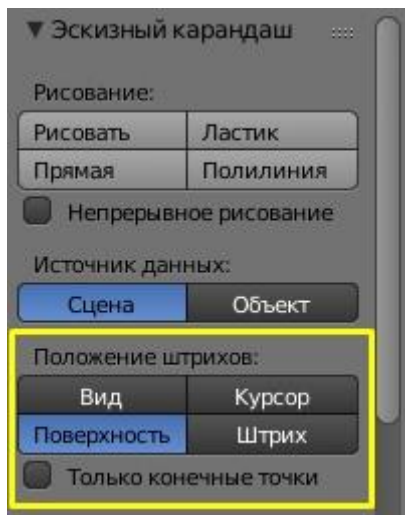 Эскизный карандаш
Рисование:
Рисовать Ластик
Прямая Полилиния
Непрерывное рисование
Источник данных:
Сцена Объект
Положение штрихов:
Вид Курсор
Поверхность Штрих
Только конечные точки